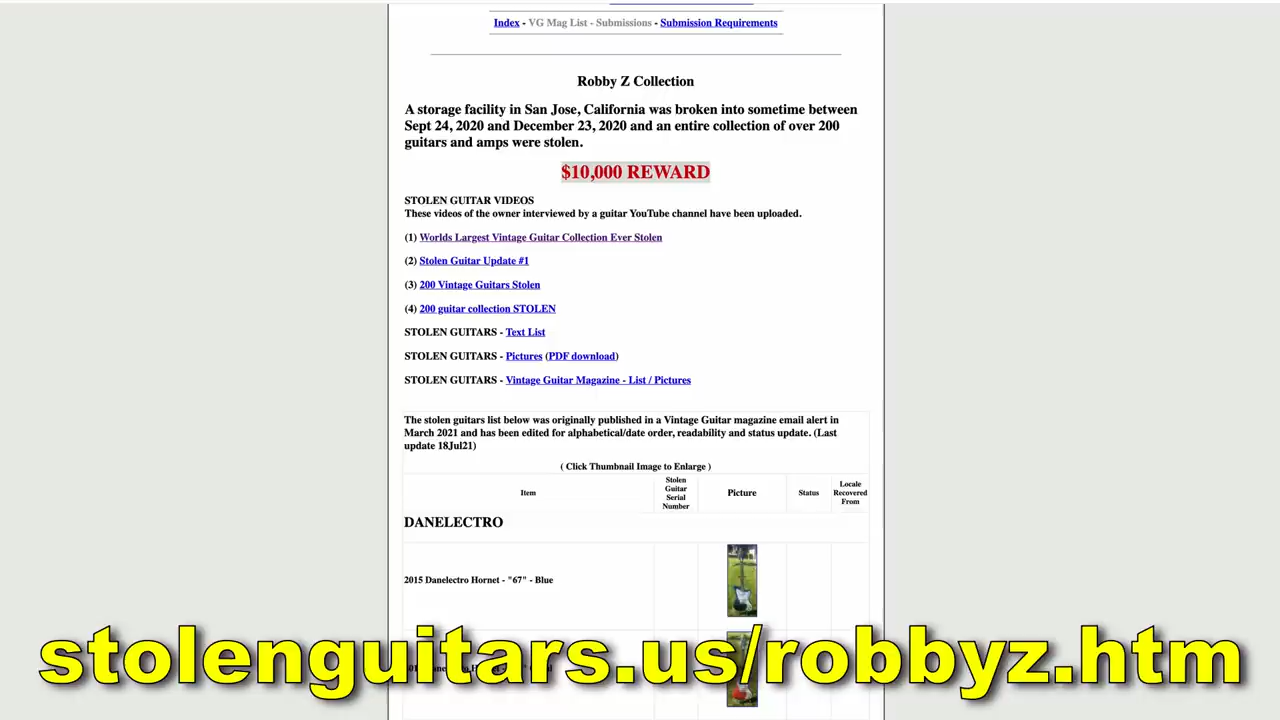 Index - VG Mag List - Submissions - Submission Requirements
Robby Z Collection
A storage facility in San Jose, California was broken into sometime between
Sept 24, 2020 and December 23, 2020 and an entire collection of over 200
guitars and amps were stolen.
$10,000 REWARD
STOLEN GUITAR VIDEOS
These videos of the owner interviewed by a guitar YouTube channel have been uploaded.
(1) Worlds Largest Vintage Guitar Collection Ever Stolen
(2) Stolen Guitar Update #1
(3) 200 Vintage Guitars Stolen
(4) 200 guitar collection STOLEN
STOLEN GUITARS - Text List
STOLEN GUITARS - Pictures (PDF download)
STOLEN GUITARS - Vintage Guitar Magazine - List / Pictures
The stolen guitars list below was originally published in a Vintage Guitar magazine email alert in
March 2021 and has been edited for alphabetical/date order, readability and status update. (Last
update 18Jul21)
( Click Thumbnail Image to Enlarge )
Item
Stolen
Guitar
Serial
Number
Picture
Status
Locale
Recovered
From
DANELECTRO
2015 Danelectro Hornet - "67" - Blue
stolenguitars.us/robbyz.htm